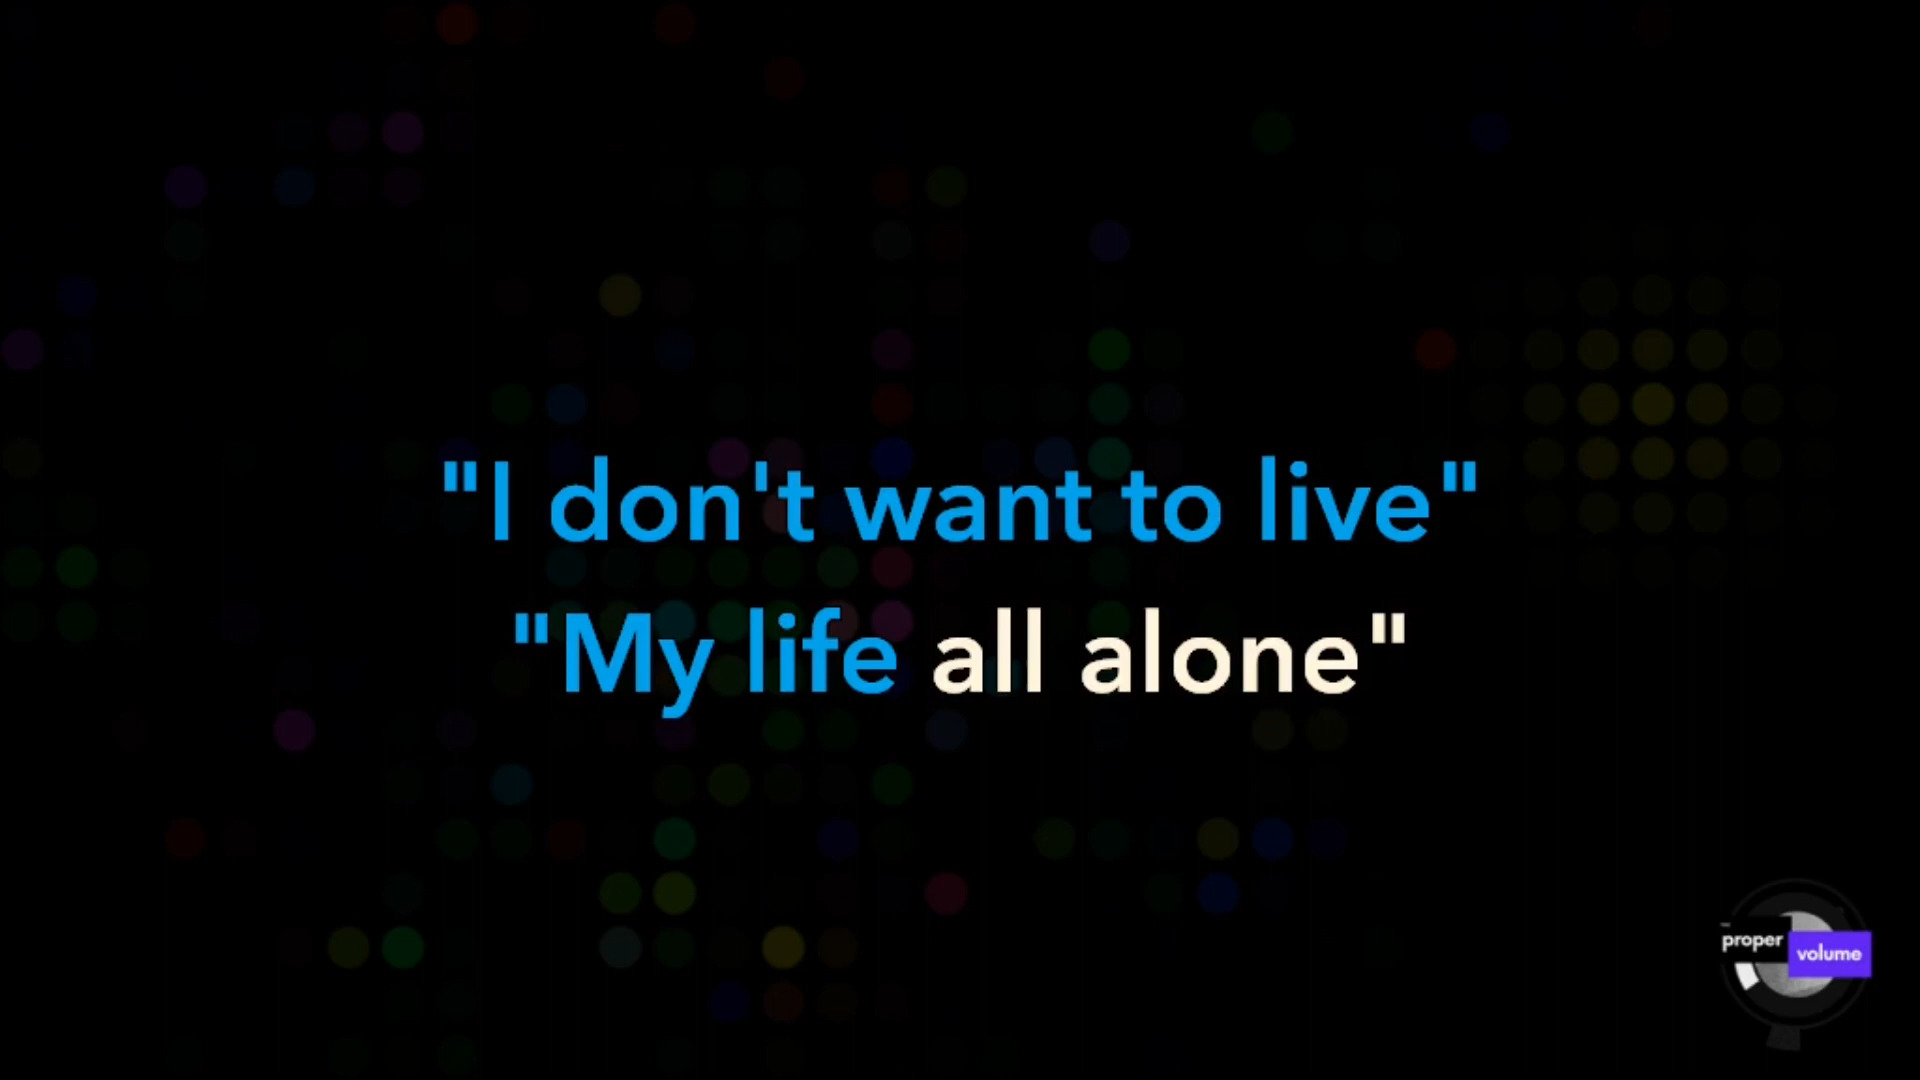 "I don't want to live"
"My life all alone"
proper
volume